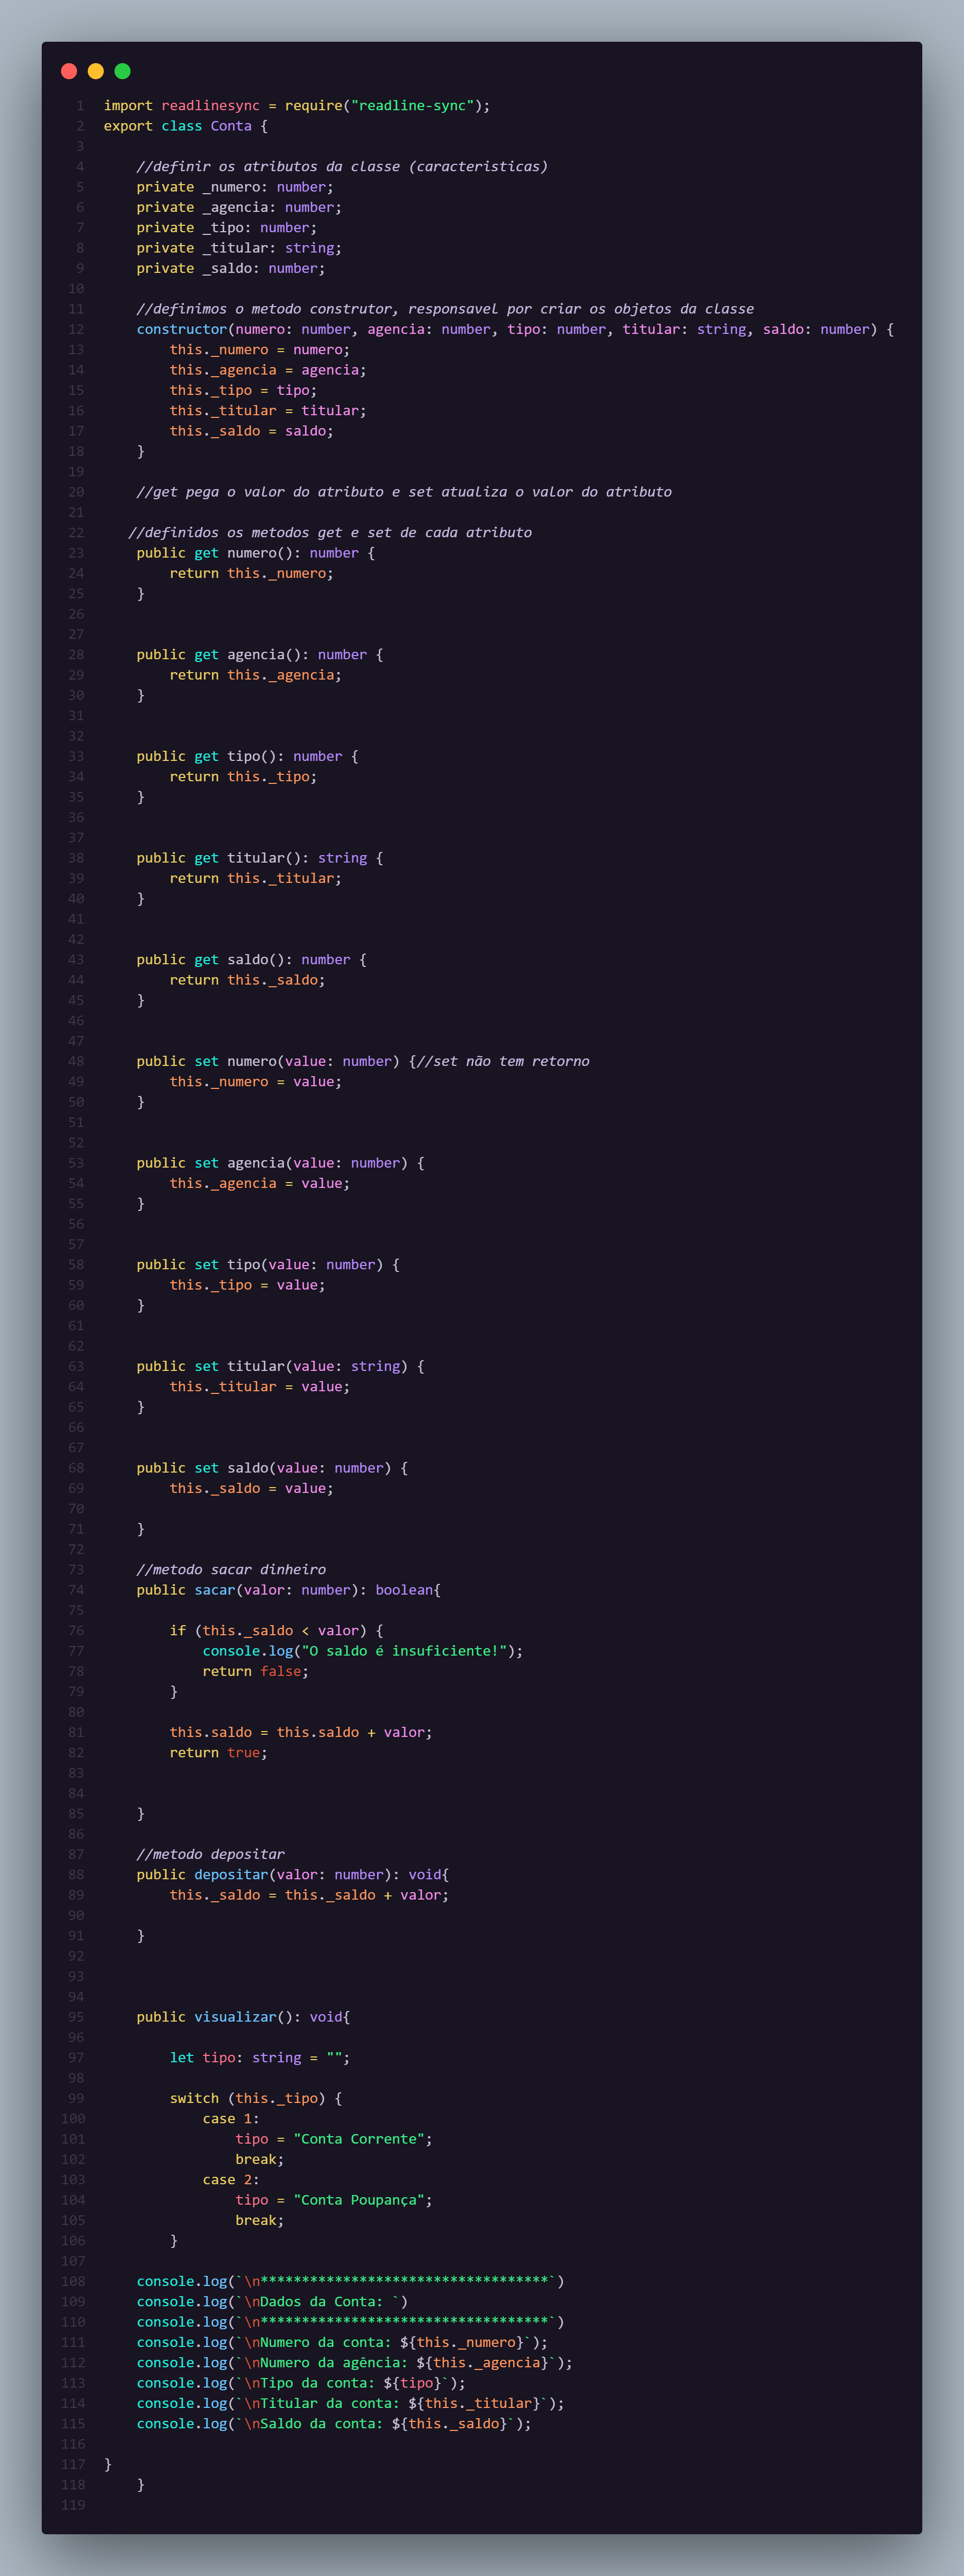 1 import readlinesync = require("readline-sync");
2 export class Conta {
3
4 //definir os atributos da classe (caracteristicas)
5 private _numero: number;
6 private _agencia: number;
7 private _tipo: number;
8 private _titular: string;
9 private _saldo: number;
10
11 //definimos o metodo construtor, responsavel por criar os objetos da classe
12 constructor(numero: number, agencia: number, tipo: number, titular: string, saldo: number) {
13 this._numero = numero;
14 this._agencia = agencia;
15 this._tipo = tipo;
16 this._titular = titular;
17 this._saldo = saldo;
18 }
19
20 //get pega o valor do atributo e set atualiza o valor do atributo
21
22 //definidos os metodos get e set de cada atributo
23 public get numero(): number {
24 return this._numero;
25 }
26
27
28 public get agencia(): number {
29 return this._agencia;
30 }
31
32
33 public get tipo(): number {
34 return this._tipo;
35 }
36
37
38 public get titular(): string {
39 return this._titular;
40 }
41
42
43 public get saldo(): number {
44 return this._saldo;
45 }
46
47
48 public set numero(value: number) {//set não tem retorno
49 this._numero = value;
50 }
51
52
53 public set agencia(value: number) {
54 this._agencia = value;
55 }
56
57
58 public set tipo(value: number) {
59 this._tipo = value;
60 }
61
62
63 public set titular(value: string) {
64 this._titular = value;
65 }
66
67
68 public set saldo(value: number) {
69 this._saldo = value;
70
71 }
72
73 //metodo sacar dinheiro
74 public sacar(valor: number): boolean{
75
76 if (this._saldo < valor) {
77 console.log("O saldo é insuficiente!");
78 return false;
79 }
80
81 this.saldo = this.saldo + valor;
82 return true;
83
84
85 }
86
87 //metodo depositar
88 public depositar(valor: number): void{
89 this._saldo = this._saldo + valor;
90
91 }
92
93
94
95 public visualizar(): void{
96
97 let tipo: string = "";
98
99 switch (this._tipo) {
100 case 1:
101 tipo = "Conta Corrente";
102 break;
103 case 2:
104 tipo = "Conta Poupança";
105 break;
106 }
107
108 console.log(`\n***********************************`)
109 console.log(`\nDados da Conta: `)
110 console.log(`\n***********************************`)
111 console.log(`\nNumero da conta: ${this._numero}`);
112 console.log(`\nNumero da agência: ${this._agencia}`);
113 console.log(`\nTipo da conta: ${tipo}`);
114 console.log(`\nTitular da conta: ${this._titular}`);
115 console.log(`\nSaldo da conta: ${this._saldo}`);
116
117 }
118 }
119